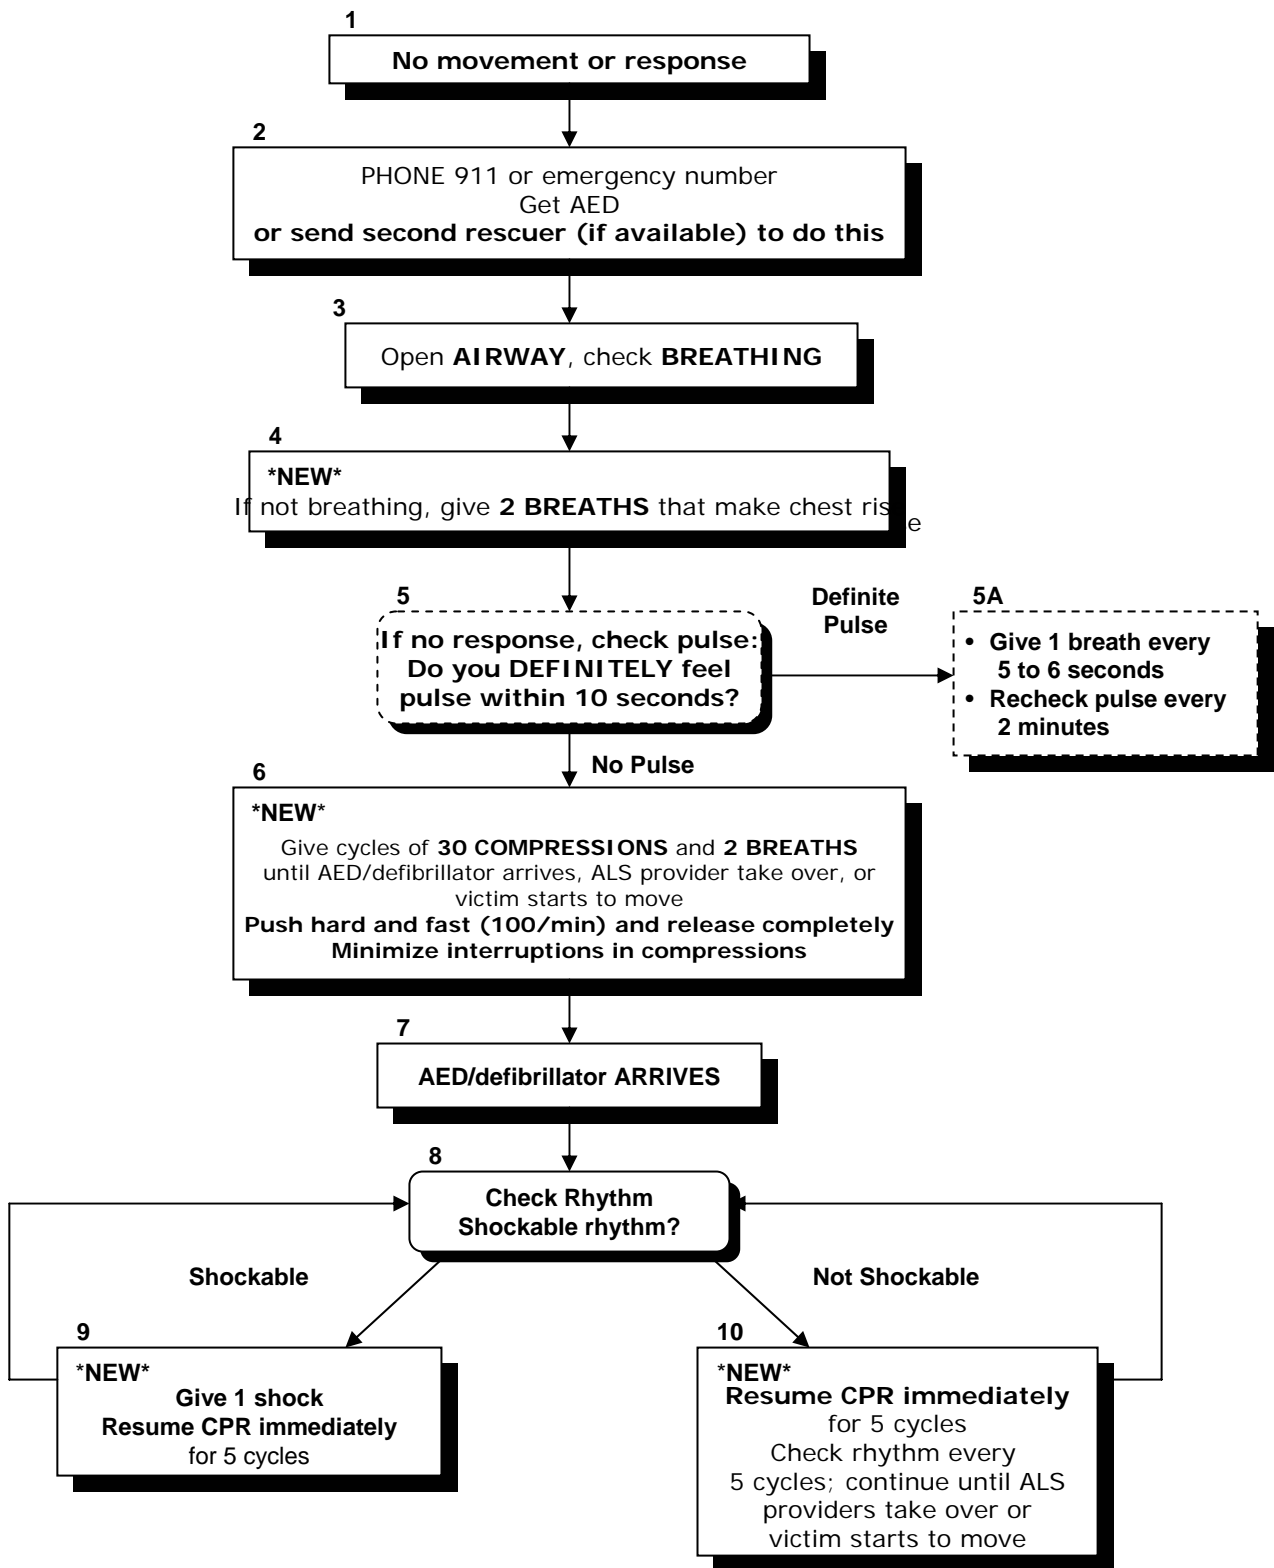 1
No movement or response
2
PHONE 911 or emergency number
Get AED
or send second rescuer (if available) to do this
3
Open AIRWAY, check BREATHING
4
*NEW*
If not breathing, give 2 BREATHS that make chest rise
5
If no response, check pulse:
Do you DEFINITELY feel
pulse within 10 seconds?
Definite
Pulse
5A
• Give 1 breath every
5 to 6 seconds
• Recheck pulse every
2 minutes
No Pulse
6
*NEW*
Give cycles of 30 COMPRESSIONS and 2 BREATHS
until AED/defibrillator arrives, ALS provider take over, or
victim starts to move
Push hard and fast (100/min) and release completely
Minimize interruptions in compressions
7
AED/defibrillator ARRIVES
8
Check Rhythm
Shockable rhythm?
Shockable
Not Shockable
9
*NEW*
Give 1 shock
Resume CPR immediately
for 5 cycles
10
*NEW*
Resume CPR immediately
for 5 cycles
Check rhythm every
5 cycles; continue until ALS
providers take over or
victim starts to move